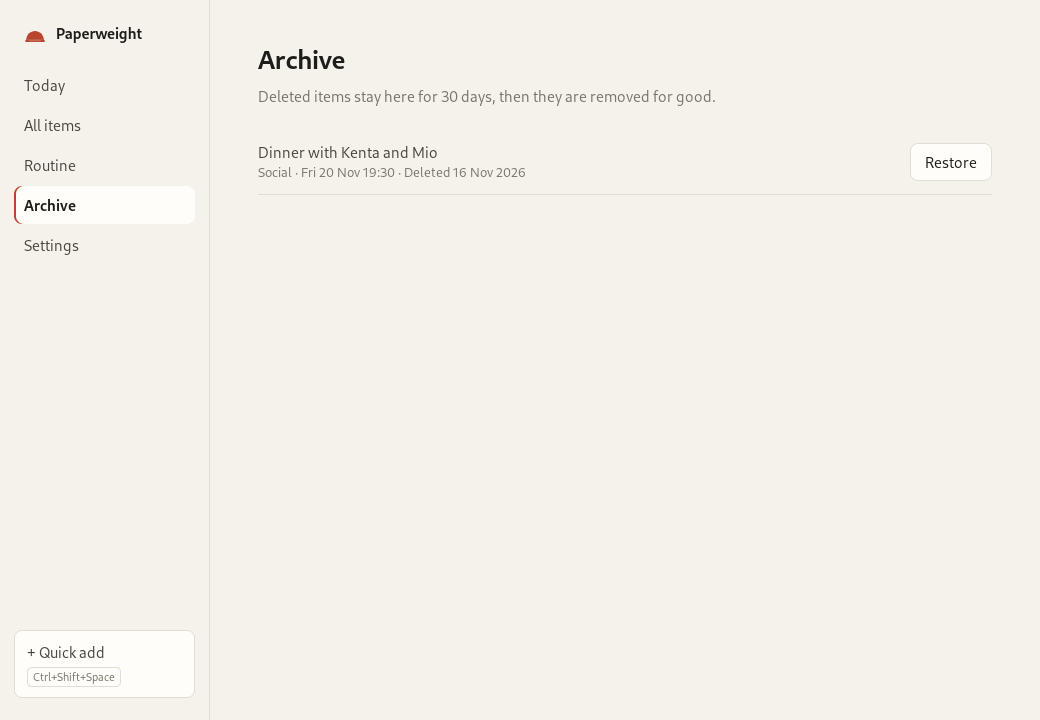 Paperweight
Today
All items
Routine
Archive
Settings
+ Quick add
Ctrl+Shift+Space
Archive
Deleted items stay here for 30 days, then they are removed for good.
Dinner with Kenta and Mio
Social · Fri 20 Nov 19:30 · Deleted 16 Nov 2026
Restore